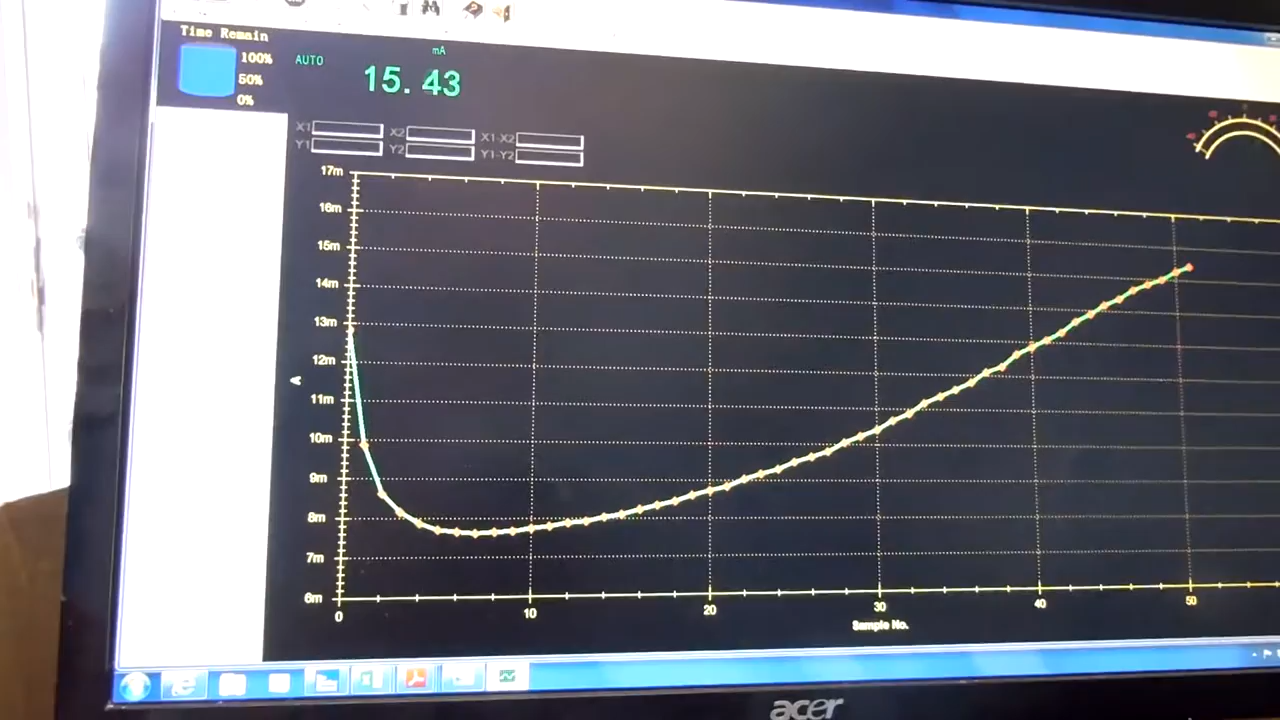 Time Remain
100%
50%
0%
AUTO
mA
15.43
X1 X2 X1-X2
Y1 Y2 Y1-Y2
17m
16m
15m
14m
13m
12m
11m
10m
9m
8m
7m
6m
A
0 10 20 30 40 50
Sample No.
acer